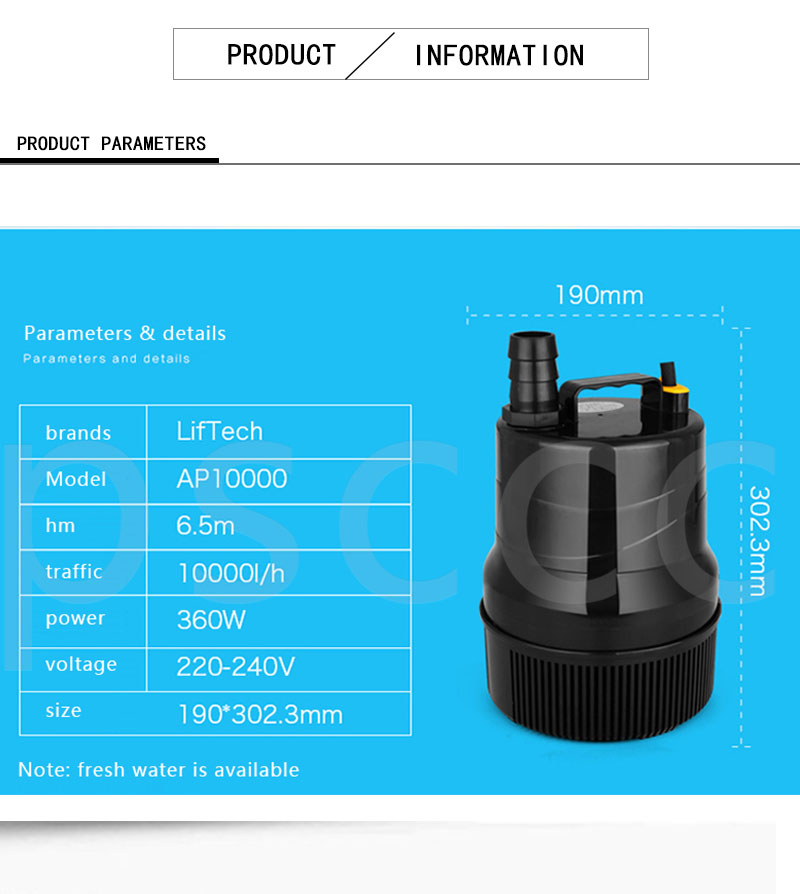 PRODUCT INFORMATION
PRODUCT PARAMETERS
190mm
Parameters & details
Parameters and details
brands LifTech
Model AP10000
hm 6.5m
traffic 10000l/h
power 360W
voltage 220-240V
size 190*302.3mm
302.3mm
Note: fresh water is available
psccc